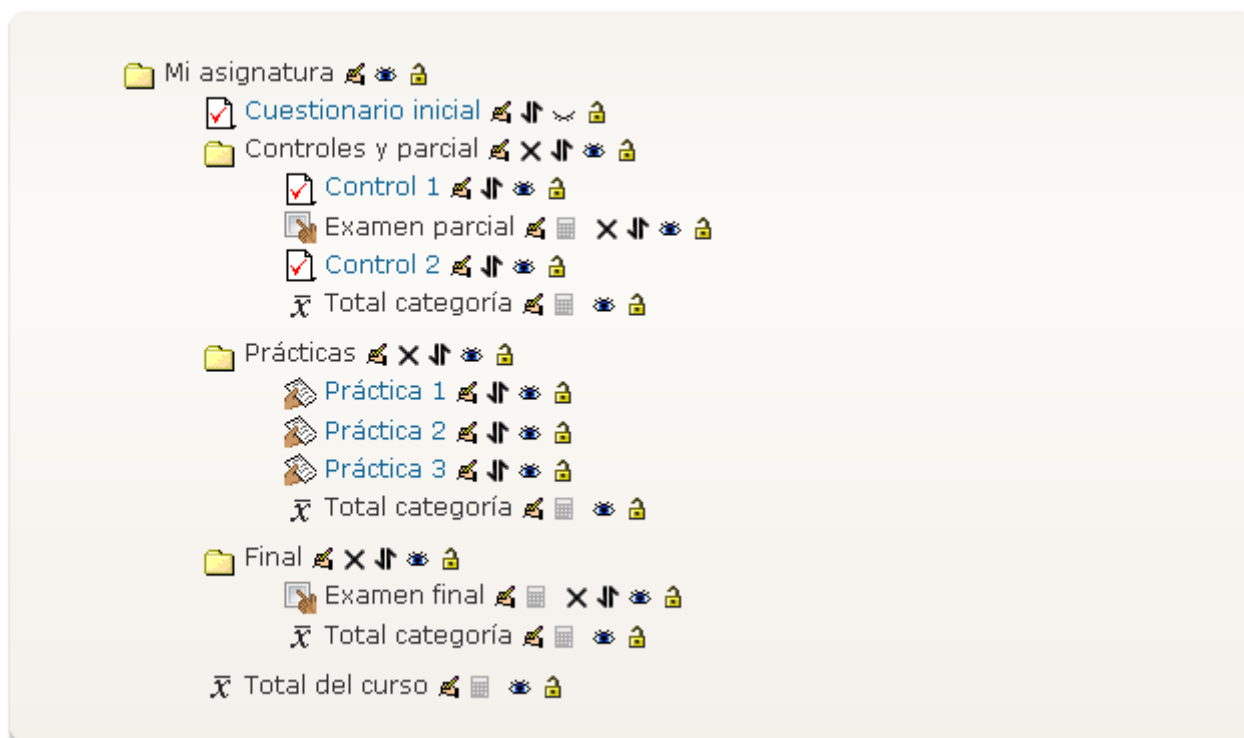 Mi asignatura
Cuestionario inicial
Controles y parcial
Control 1
Examen parcial
Control 2
x̅ Total categoría
Prácticas
Práctica 1
Práctica 2
Práctica 3
x̅ Total categoría
Final
Examen final
x̅ Total categoría
x̅ Total del curso